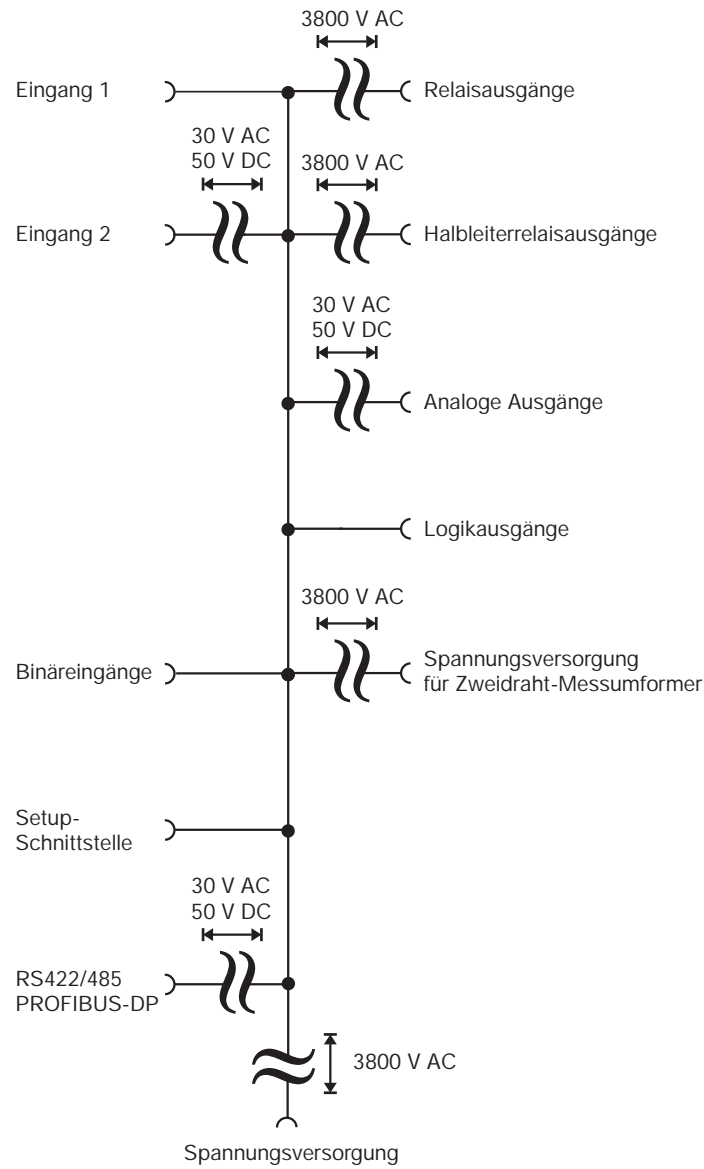 3800 V AC
Eingang 1
Relaisausgänge
30 V AC
50 V DC
3800 V AC
Eingang 2
Halbleiterrelaisausgänge
30 V AC
50 V DC
Analoge Ausgänge
Logikausgänge
3800 V AC
Binäreingänge
Spannungsversorgung
für Zweidraht-Messumformer
Setup-
Schnittstelle
30 V AC
50 V DC
RS422/485
PROFIBUS-DP
3800 V AC
Spannungsversorgung